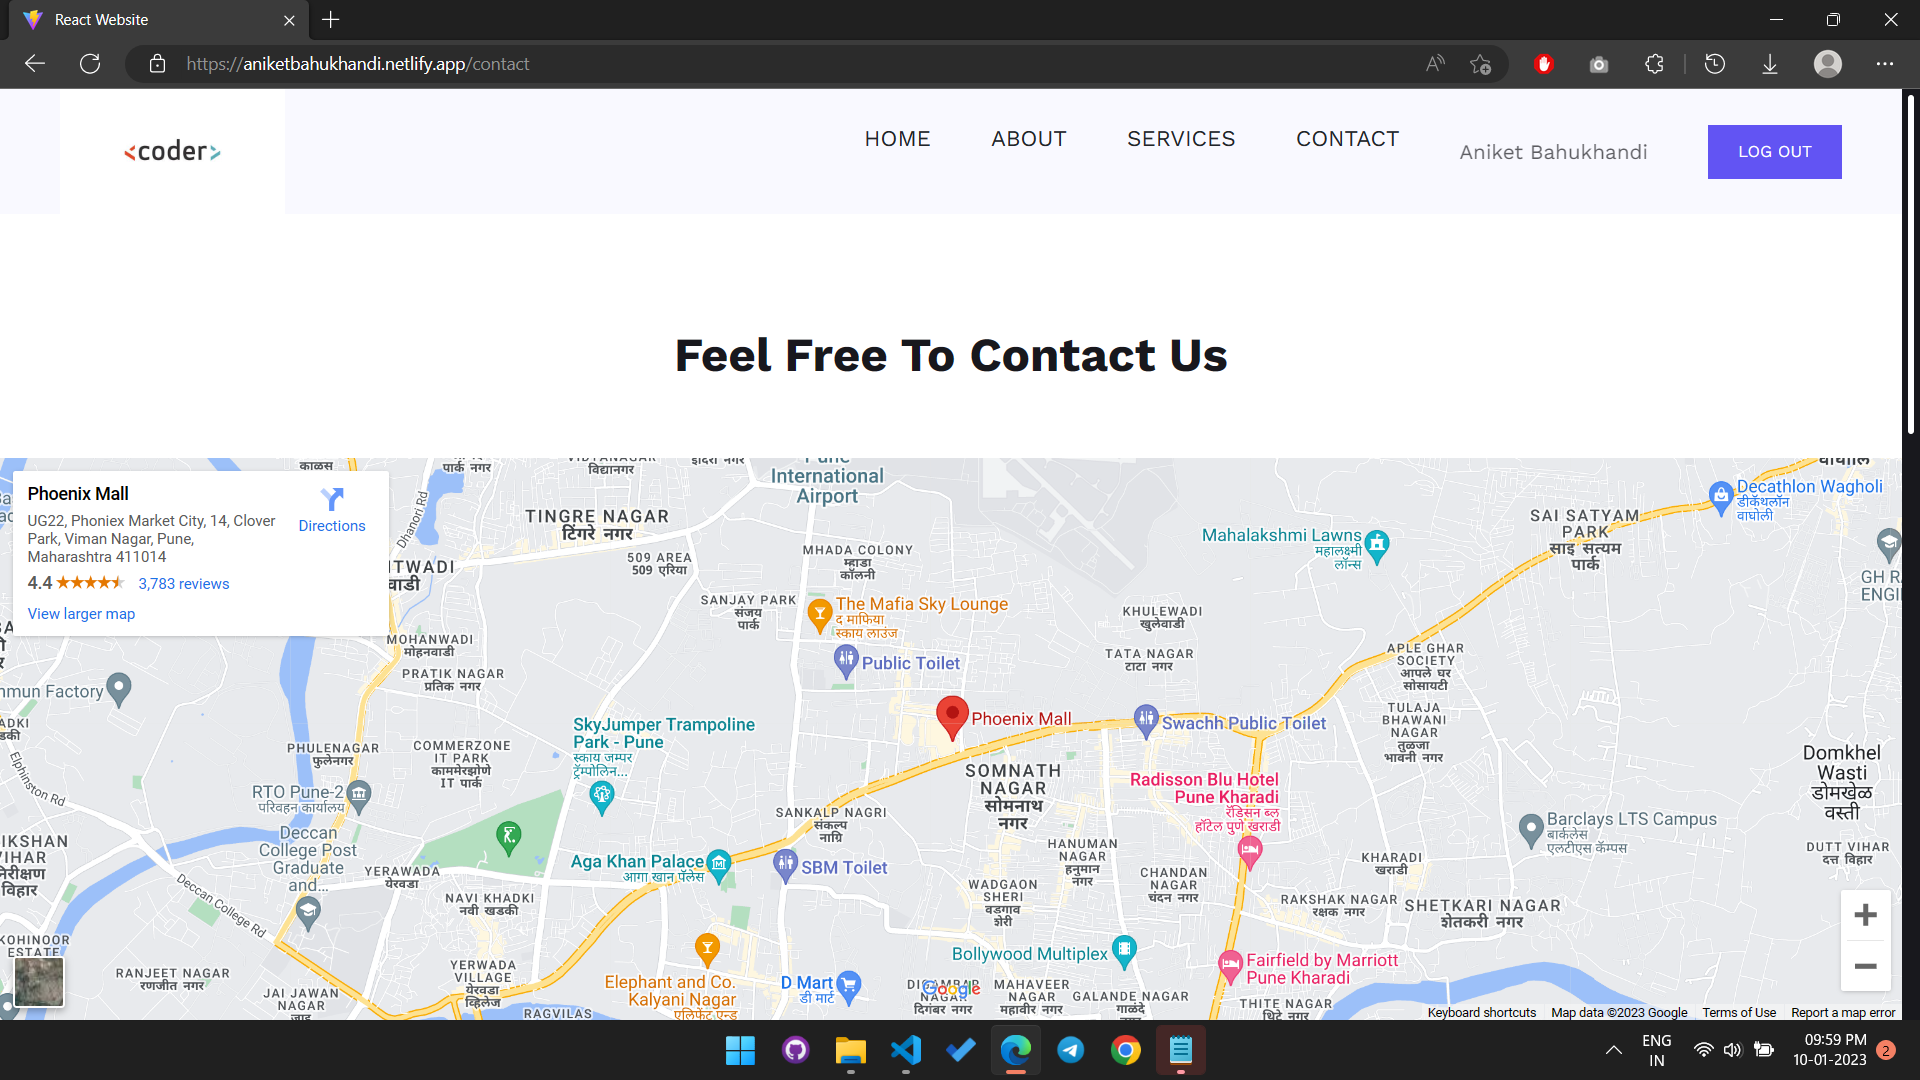 React Website
https://aniketbahukhandi.netlify.app/contact
<coder>
HOME
ABOUT
SERVICES
CONTACT
Aniket Bahukhandi
LOG OUT
Feel Free To Contact Us
Phoenix Mall
UG22, Phoniex Market City, 14, Clover
Park, Viman Nagar, Pune,
Maharashtra 411014
Directions
4.4
3,783 reviews
View larger map
काळस
पार्क नगर
विद्यानगर
International
Airport
Dhanori Rd
TINGRE NAGAR
टिंगरे नगर
509 AREA
509 एरिया
MHADA COLONY
म्हाडा
कॉलनी
Mahalakshmi Lawns
महालक्ष्मी
लॉन्स
SAI SATYAM
PARK
साइ सत्यम
पार्क
Decathlon Wagholi
डीकॅथलॉन
वाघोली
SANJAY PARK
संजय
पार्क
The Mafia Sky Lounge
द माफिया
स्काय लाउंज
KHULEWADI
खुलेवाडी
MOHANWADI
मोहनवाडी
PRATIK NAGAR
प्रतिक नगर
Public Toilet
TATA NAGAR
टाटा नगर
APLE GHAR
SOCIETY
आपले घर
सोसायटी
SkyJumper Trampoline
Park - Pune
स्काय जम्पर
ट्रॅम्पोलिन...
Phoenix Mall
Swachh Public Toilet
TULAJA
BHAWANI
NAGAR
तुळजा
भावनी नगर
PHULENAGAR
फुलेनगर
COMMERZONE
IT PARK
काममेरझोणे
IT पार्क
Elphinston Rd
RTO Pune-2
परिवहन कार्यालय
SOMNATH
NAGAR
सोमनाथ
नगर
Radisson Blu Hotel
Pune Kharadi
रॅडिसन ब्लू
हॉटेल पुणे खराडी
Domkhel
Wasti
डोमखेळ
वस्ती
SANKALP NAGRI
संकल्प
नाग्रि
Deccan
College Post
Graduate
and...
Barclays LTS Campus
बार्कलेस
एलटीएस कॅम्पस
HANUMAN
NAGAR
हनुमान
नगर
DUTT VIHAR
दत्त विहार
Aga Khan Palace
आगा खान पॅलेस
SBM Toilet
KHARADI
खराडी
YERAWADA
येरवडा
CHANDAN
NAGAR
चंदन नगर
Deccan College Rd
WADGAON
SHERI
वडगाव
शेरी
NAVI KHADKI
नवी खडकी
RAKSHAK NAGAR
रक्षक नगर
SHETKARI NAGAR
शेतकरी नगर
KOHINOOR
ESTATE
Bollywood Multiplex
Fairfield by Marriott
Pune Kharadi
RANJEET NAGAR
रणजीत नगर
YERWADA
VILLAGE
येरवडा
व्हिलेज
Elephant and Co.
Kalyani Nagar
एलिफेंट एन्ड
D Mart
डी मार्ट
Google
NAGAR
दिगंबर नगर
MAHAVEER
NAGAR
महावीर नगर
GALANDE NAGAR
गाळंदे
JAI JAWAN
NAGAR
RAGVILAS
THITE NAGAR
थिटे नगर
Keyboard shortcuts
Map data ©2023 Google
Terms of Use
Report a map error
ENG
IN
09:59 PM
10-01-2023
2